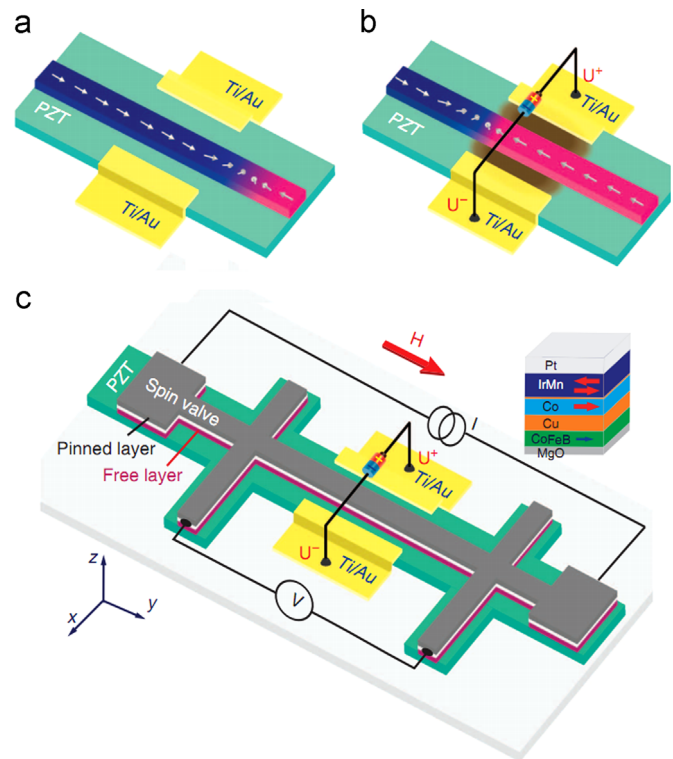 a
PZT
Ti/Au
Ti/Au
b
PZT
U+
Ti/Au
U−
Ti/Au
c
H
PZT
Spin valve
Pinned layer
Free layer
I
U+
Ti/Au
U−
Ti/Au
V
z
x
y
Pt
IrMn
Co
Cu
CoFeB
MgO